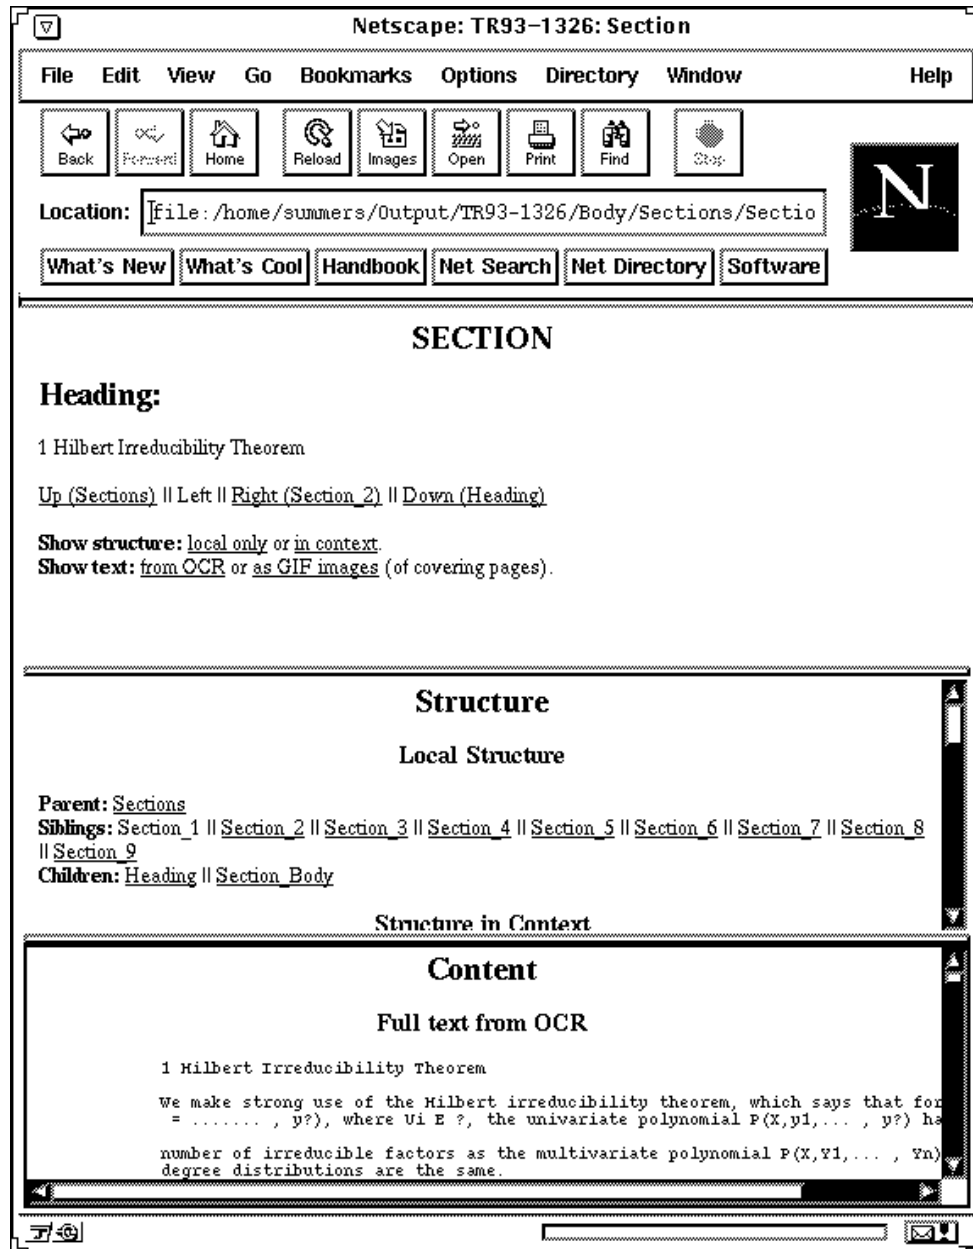 Netscape: TR93-1326: Section
File Edit View Go Bookmarks Options Directory Window Help
Back Forward Home Reload Images Open Print Find Stop
N
Location: file:/home/summers/Output/TR93-1326/Body/Sections/Sectio
What's New What's Cool Handbook Net Search Net Directory Software
SECTION
Heading:
1 Hilbert Irreducibility Theorem
Up (Sections) || Left || Right (Section_2) || Down (Heading)
Show structure: local only or in context.
Show text: from OCR or as GIF images (of covering pages).
Structure
Local Structure
Parent: Sections
Siblings: Section_1 || Section_2 || Section_3 || Section_4 || Section_5 || Section_6 || Section_7 || Section_8
|| Section_9
Children: Heading || Section_Body
Structure in Context
Content
Full text from OCR
1 Hilbert Irreducibility Theorem
We make strong use of the Hilbert irreducibility theorem, which says that for
= ....... , y?), where Ui E ?, the univariate polynomial P(X,y1,... , y?) ha
number of irreducible factors as the multivariate polynomial P(X,Y1,... , Yn)
degree distributions are the same.